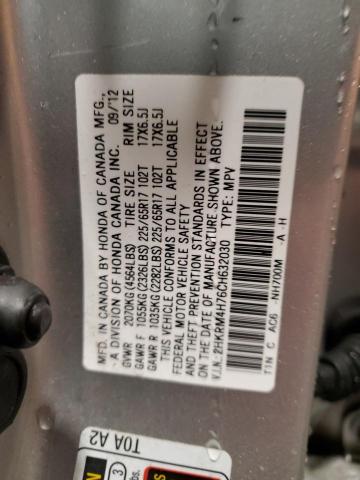 MFD. IN CANADA BY HONDA OF CANADA MFG.,
A DIVISION OF HONDA CANADA INC. 09/'12
GVWR 2070KG(4564LBS) TIRE SIZE RIM SIZE
GAWR F 1055KG(2326LBS) 225/65R17 102T 17X6.5J
GAWR R 1035KG(2282LBS) 225/65R17 102T 17X6.5J
THIS VEHICLE CONFORMS TO ALL APPLICABLE
FEDERAL MOTOR VEHICLE SAFETY
AND THEFT PREVENTION STANDARDS IN EFFECT
ON THE DATE OF MANUFACTURE SHOWN ABOVE.
V.I.N.: 2HKRM4H76CH632030 TYPE: MPV
T1N C AC6 -NH700M -A -H
T0A A2
3